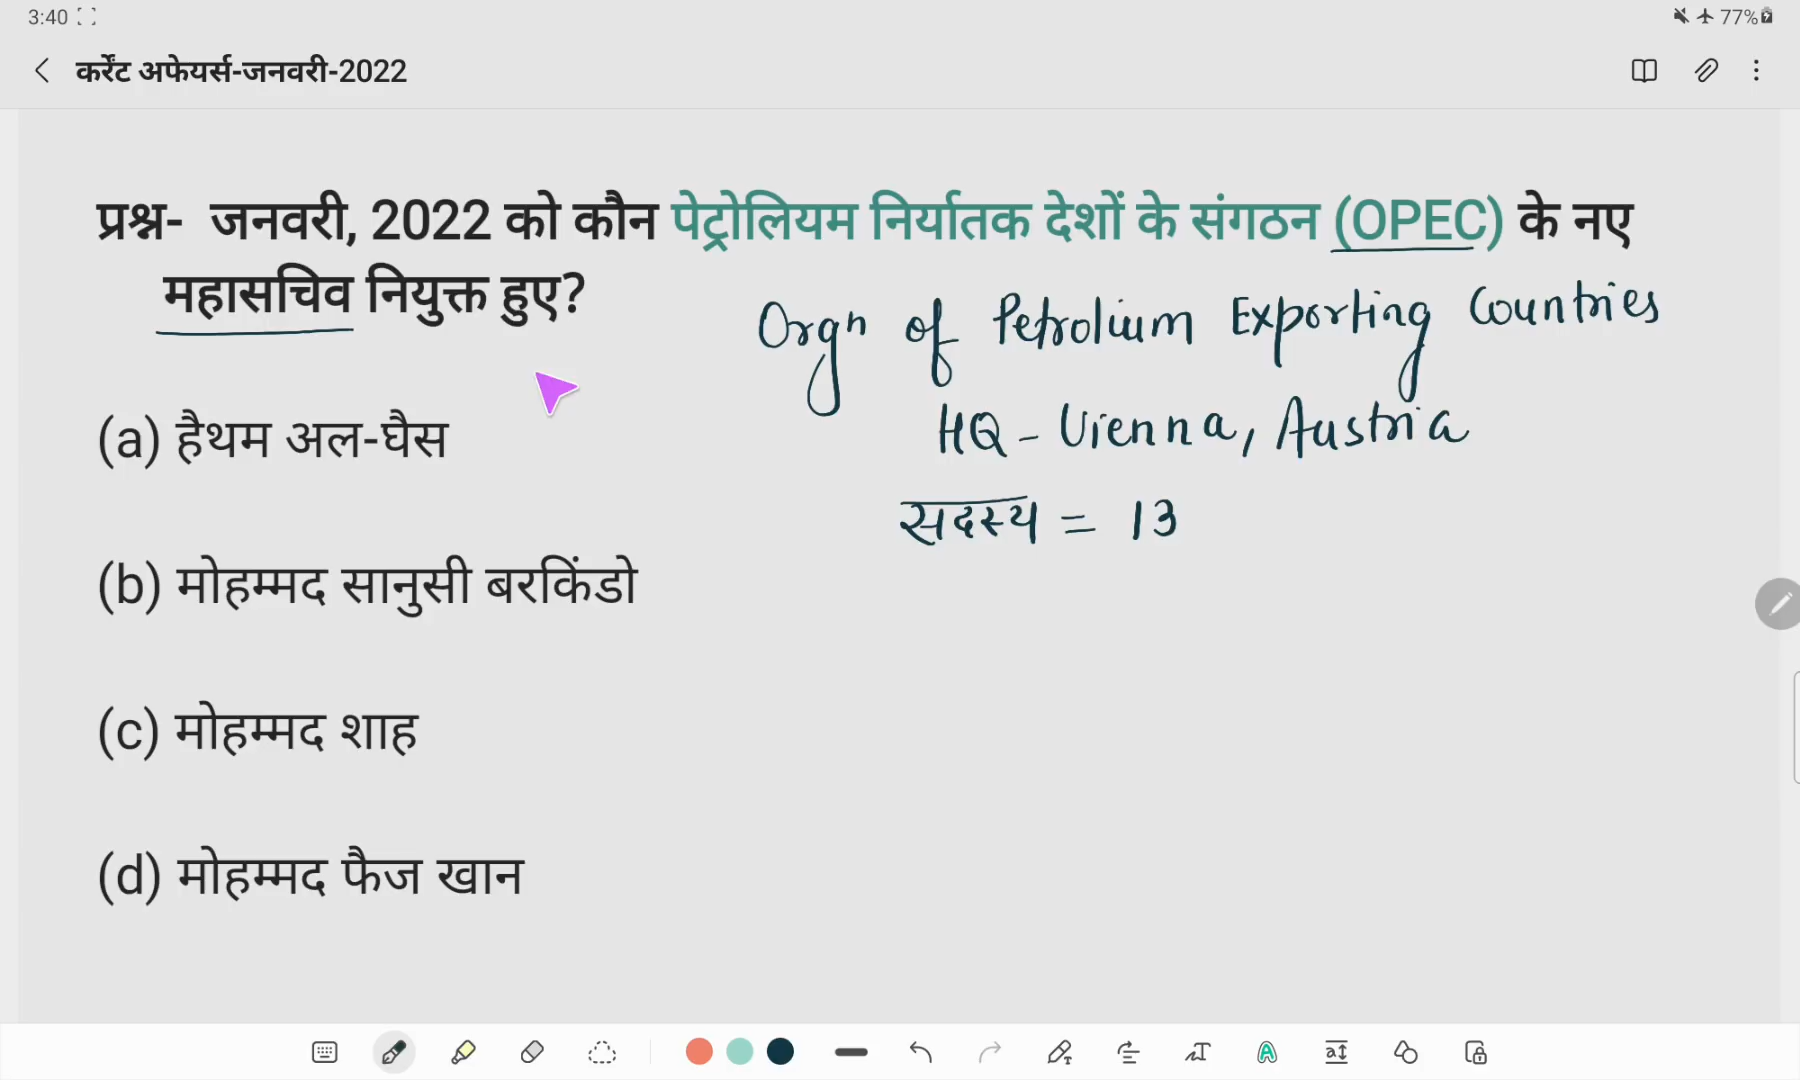 3:40
77%
करेंट अफेयर्स-जनवरी-2022
प्रश्न- जनवरी, 2022 को कौन पेट्रोलियम निर्यातक देशों के संगठन (OPEC) के नए
महासचिव नियुक्त हुए?
Orgn of Petrolium Exporting Countries
HQ - Vienna, Austria
सदस्य = 13
(a) हैथम अल-घैस
(b) मोहम्मद सानुसी बरकिंडो
(c) मोहम्मद शाह
(d) मोहम्मद फैज खान